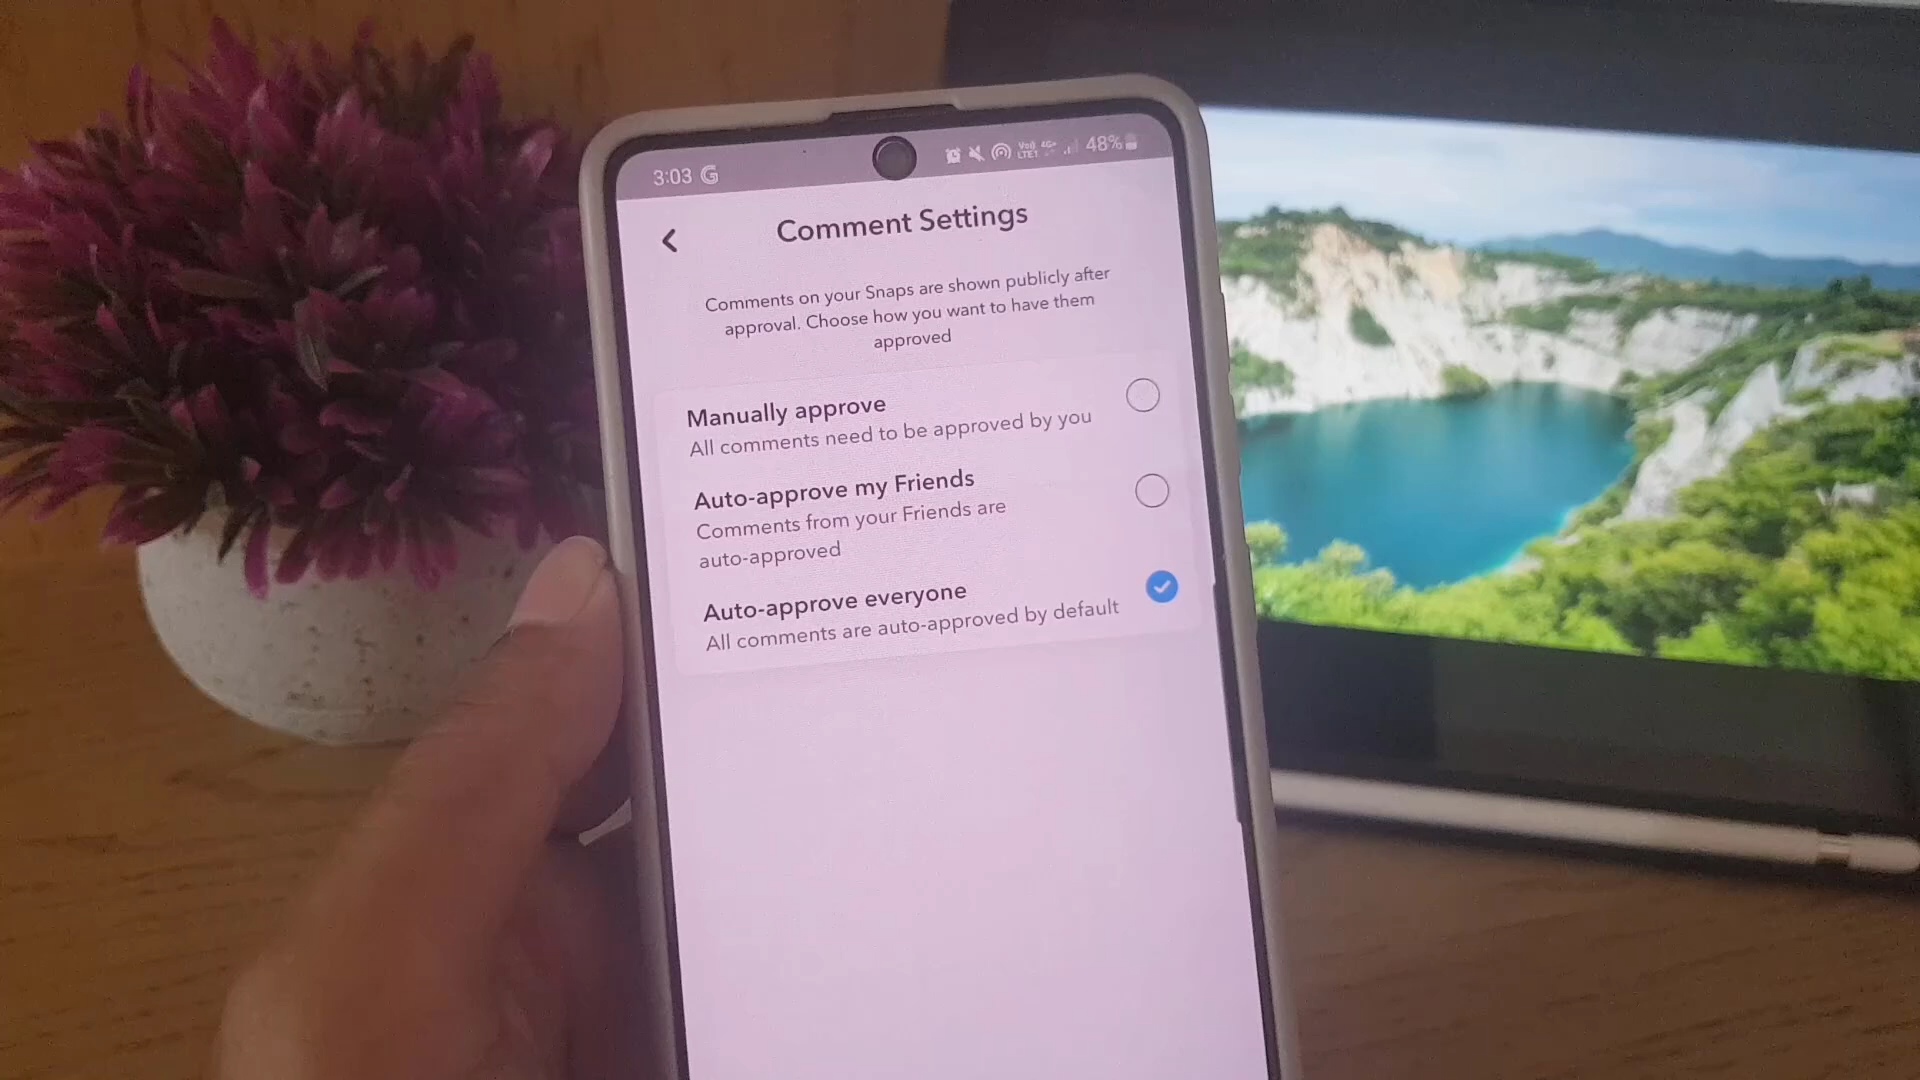 3:03 G 48%
Comment Settings
Comments on your Snaps are shown publicly after
approval. Choose how you want to have them
approved
Manually approve
All comments need to be approved by you
Auto-approve my Friends
Comments from your Friends are
auto-approved
Auto-approve everyone
All comments are auto-approved by default